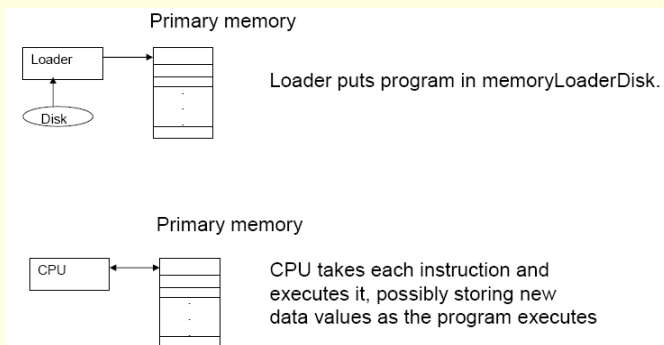 Primary memory
Loader
Loader puts program in memoryLoaderDisk.
Disk
Primary memory
CPU
CPU takes each instruction and
executes it, possibly storing new
data values as the program executes